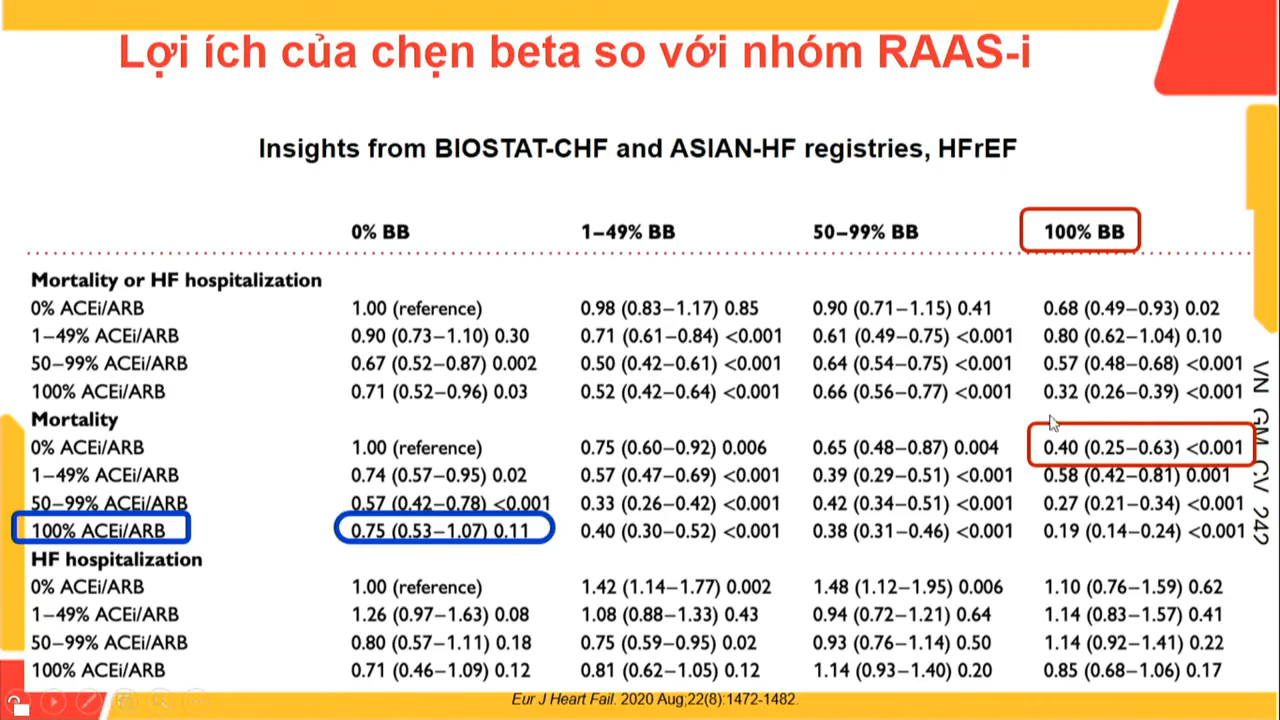 Lợi ích của chẹn beta so với nhóm RAAS-i
Insights from BIOSTAT-CHF and ASIAN-HF registries, HFrEF
0% BB 1–49% BB 50–99% BB 100% BB
Mortality or HF hospitalization
0% ACEi/ARB 1.00 (reference) 0.98 (0.83–1.17) 0.85 0.90 (0.71–1.15) 0.41 0.68 (0.49–0.93) 0.02
1–49% ACEi/ARB 0.90 (0.73–1.10) 0.30 0.71 (0.61–0.84) <0.001 0.61 (0.49–0.75) <0.001 0.80 (0.62–1.04) 0.10
50–99% ACEi/ARB 0.67 (0.52–0.87) 0.002 0.50 (0.42–0.61) <0.001 0.64 (0.54–0.75) <0.001 0.57 (0.48–0.68) <0.001
100% ACEi/ARB 0.71 (0.52–0.96) 0.03 0.52 (0.42–0.64) <0.001 0.66 (0.56–0.77) <0.001 0.32 (0.26–0.39) <0.001
Mortality
0% ACEi/ARB 1.00 (reference) 0.75 (0.60–0.92) 0.006 0.65 (0.48–0.87) 0.004 0.40 (0.25–0.63) <0.001
1–49% ACEi/ARB 0.74 (0.57–0.95) 0.02 0.57 (0.47–0.69) <0.001 0.39 (0.29–0.51) <0.001 0.58 (0.42–0.81) 0.001
50–99% ACEi/ARB 0.57 (0.42–0.78) <0.001 0.33 (0.26–0.42) <0.001 0.42 (0.34–0.51) <0.001 0.27 (0.21–0.34) <0.001
100% ACEi/ARB 0.75 (0.53–1.07) 0.11 0.40 (0.30–0.52) <0.001 0.38 (0.31–0.46) <0.001 0.19 (0.14–0.24) <0.001
HF hospitalization
0% ACEi/ARB 1.00 (reference) 1.42 (1.14–1.77) 0.002 1.48 (1.12–1.95) 0.006 1.10 (0.76–1.59) 0.62
1–49% ACEi/ARB 1.26 (0.97–1.63) 0.08 1.08 (0.88–1.33) 0.43 0.94 (0.72–1.21) 0.64 1.14 (0.83–1.57) 0.41
50–99% ACEi/ARB 0.80 (0.57–1.11) 0.18 0.75 (0.59–0.95) 0.02 0.93 (0.76–1.14) 0.50 1.14 (0.92–1.41) 0.22
100% ACEi/ARB 0.71 (0.46–1.09) 0.12 0.81 (0.62–1.05) 0.12 1.14 (0.93–1.40) 0.20 0.85 (0.68–1.06) 0.17
Eur J Heart Fail. 2020 Aug;22(8):1472-1482.
VN_GM_CV_242